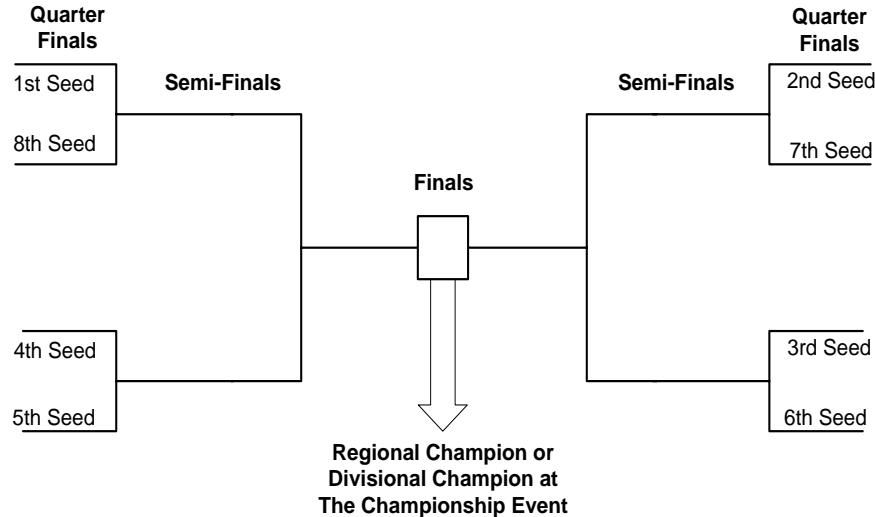 Quarter
Finals
Quarter
Finals
1st Seed
Semi-Finals
Semi-Finals
2nd Seed
8th Seed
7th Seed
Finals
4th Seed
3rd Seed
5th Seed
6th Seed
Regional Champion or
Divisional Champion at
The Championship Event